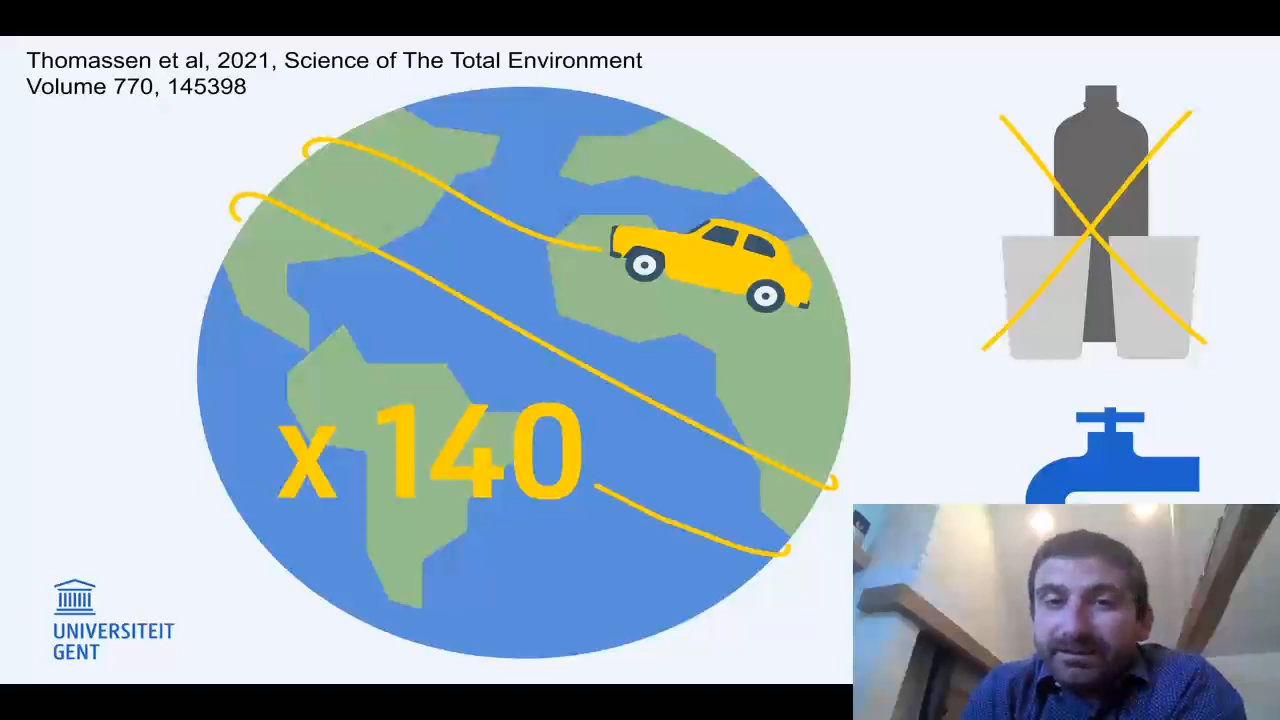 Thomassen et al, 2021, Science of The Total Environment
Volume 770, 145398
x 140
UNIVERSITEIT
GENT